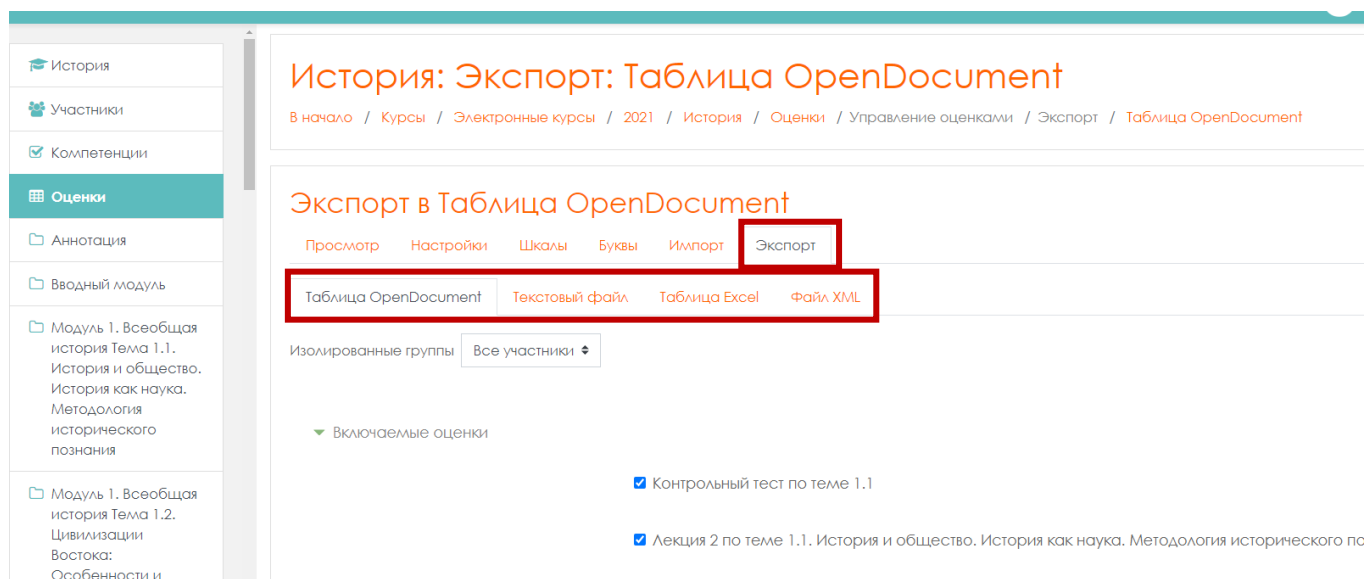 История
Участники
Компетенции
Оценки
Аннотация
Вводный модуль
Модуль 1. Всеобщая
история Тема 1.1.
История и общество.
История как наука.
Методология
исторического
познания
Модуль 1. Всеобщая
история Тема 1.2.
Цивилизации
Востока:
Особенности и
История: Экспорт: Таблица OpenDocument
В начало / Курсы / Электронные курсы / 2021 / История / Оценки / Управление оценками / Экспорт / Таблица OpenDocument
Экспорт в Таблица OpenDocument
Просмотр Настройки Шкалы Буквы Импорт Экспорт
Таблица OpenDocument Текстовый файл Таблица Excel Файл XML
Изолированные группы Все участники
Включаемые оценки
Контрольный тест по теме 1.1
Лекция 2 по теме 1.1. История и общество. История как наука. Методология исторического по